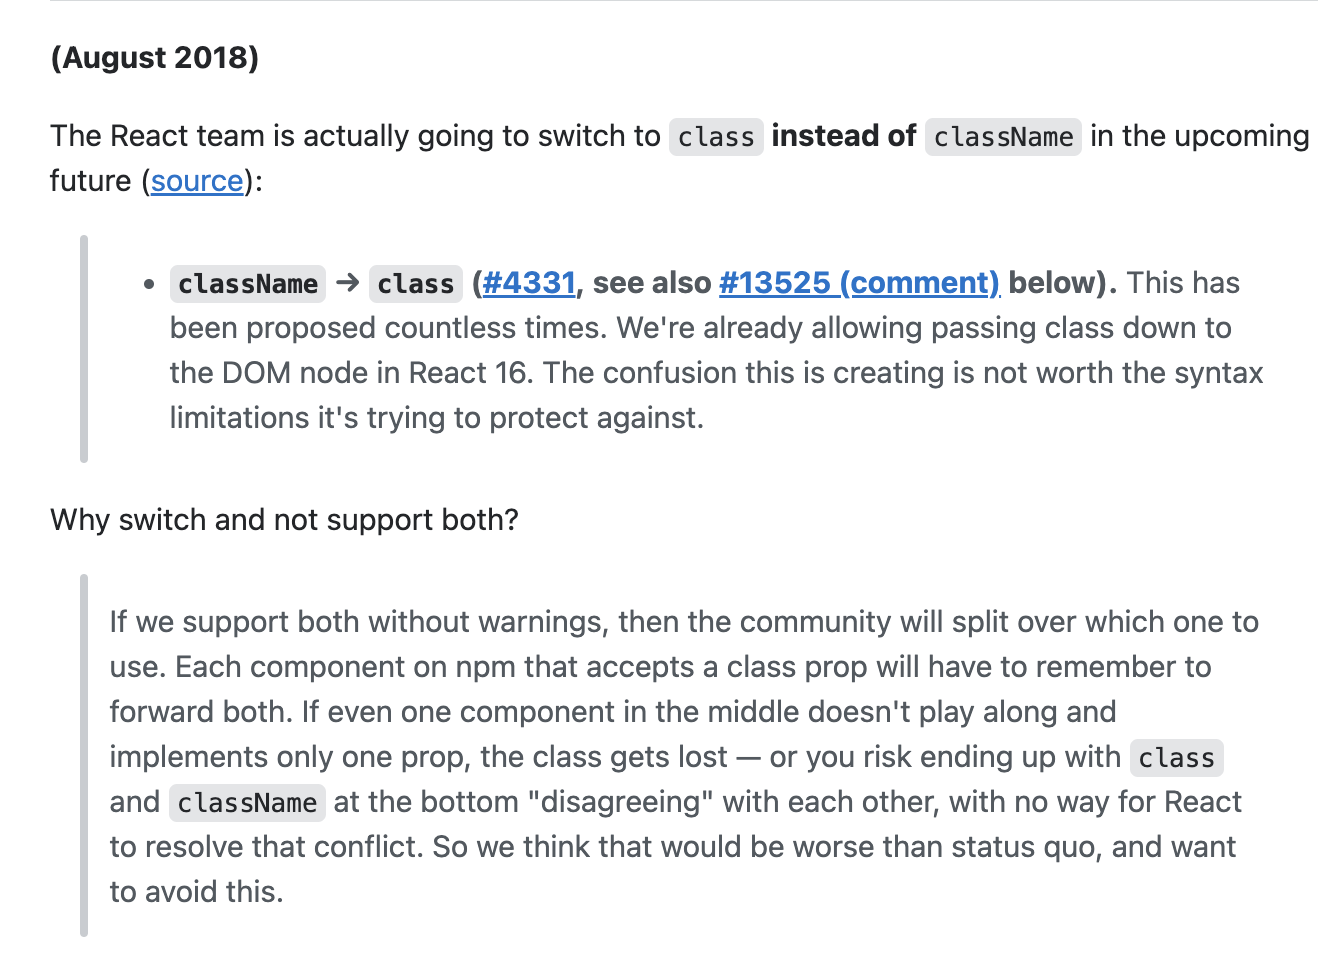 (August 2018)
The React team is actually going to switch to class instead of className in the upcoming
future (source):
• className → class (#4331, see also #13525 (comment) below). This has
been proposed countless times. We're already allowing passing class down to
the DOM node in React 16. The confusion this is creating is not worth the syntax
limitations it's trying to protect against.
Why switch and not support both?
If we support both without warnings, then the community will split over which one to
use. Each component on npm that accepts a class prop will have to remember to
forward both. If even one component in the middle doesn't play along and
implements only one prop, the class gets lost — or you risk ending up with class
and className at the bottom "disagreeing" with each other, with no way for React
to resolve that conflict. So we think that would be worse than status quo, and want
to avoid this.